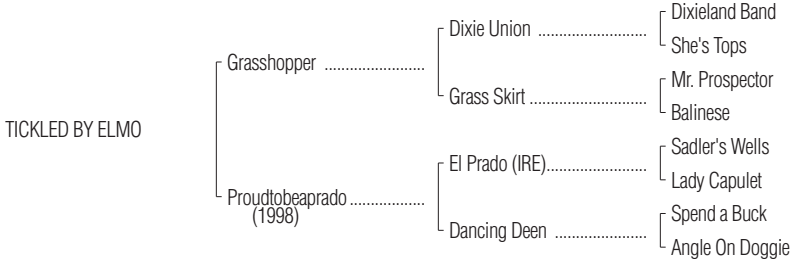 Dixieland Band
Dixie Union ..........................
She's Tops
Grasshopper ........................
Mr. Prospector
Grass Skirt ............................
Balinese
TICKLED BY ELMO
Sadler's Wells
El Prado (IRE)........................
Lady Capulet
Proudtobeaprado ..................
(1998)
Spend a Buck
Dancing Deen ......................
Angle On Doggie